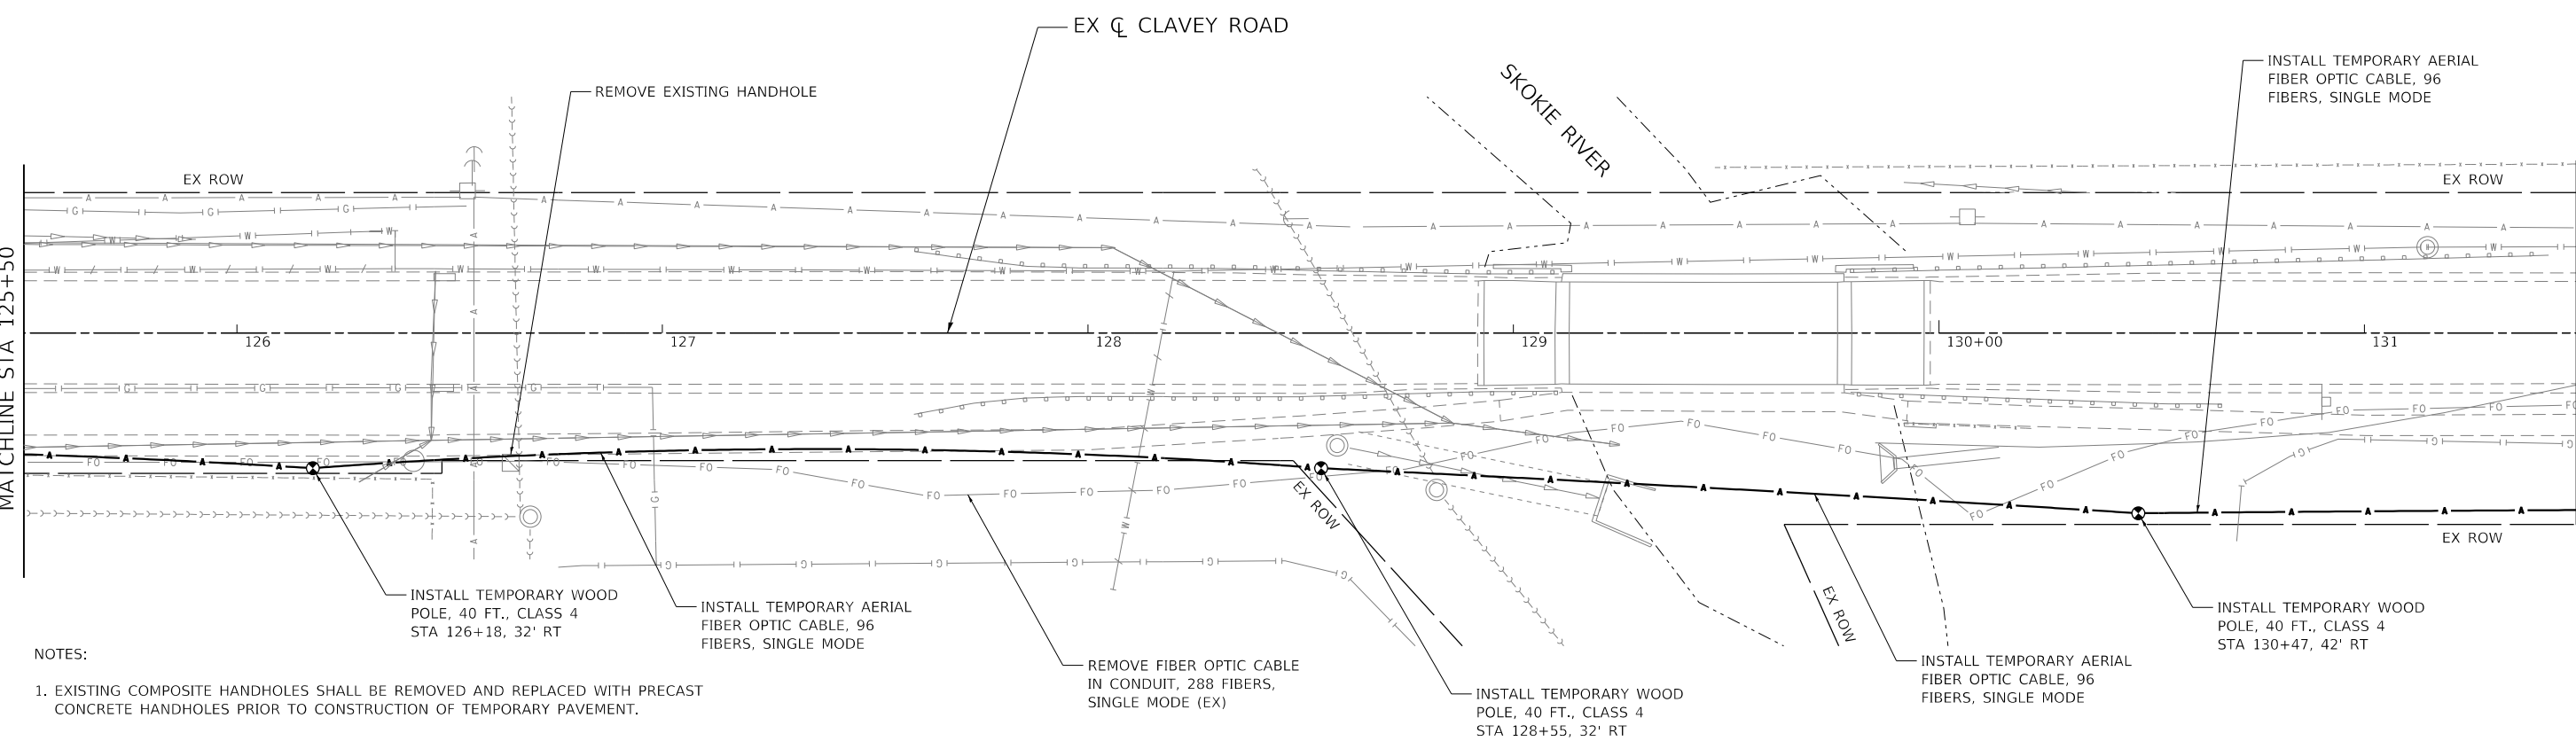 EX ℄ CLAVEY ROAD
SKOKIE RIVER
INSTALL TEMPORARY AERIAL
FIBER OPTIC CABLE, 96
FIBERS, SINGLE MODE
REMOVE EXISTING HANDHOLE
EX ROW
EX ROW
MATCHLINE STA 125+50
126
127
128
129
130+00
131
EX ROW
EX ROW
EX ROW
INSTALL TEMPORARY WOOD
POLE, 40 FT., CLASS 4
STA 126+18, 32' RT
INSTALL TEMPORARY AERIAL
FIBER OPTIC CABLE, 96
FIBERS, SINGLE MODE
REMOVE FIBER OPTIC CABLE
IN CONDUIT, 288 FIBERS,
SINGLE MODE (EX)
INSTALL TEMPORARY WOOD
POLE, 40 FT., CLASS 4
STA 128+55, 32' RT
INSTALL TEMPORARY AERIAL
FIBER OPTIC CABLE, 96
FIBERS, SINGLE MODE
INSTALL TEMPORARY WOOD
POLE, 40 FT., CLASS 4
STA 130+47, 42' RT
NOTES:
1. EXISTING COMPOSITE HANDHOLES SHALL BE REMOVED AND REPLACED WITH PRECAST
CONCRETE HANDHOLES PRIOR TO CONSTRUCTION OF TEMPORARY PAVEMENT.